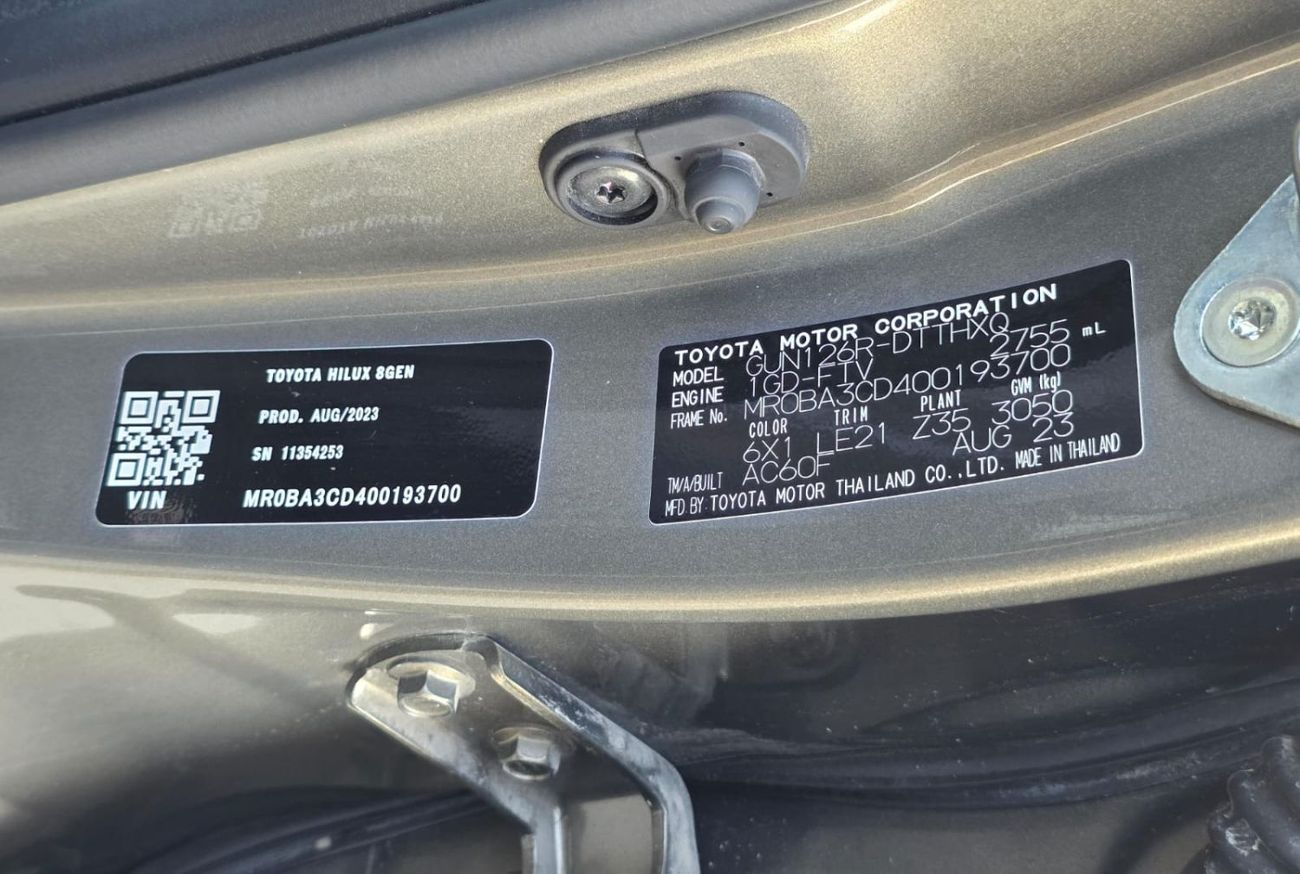 TOYOTA HILUX 8GEN
PROD. AUG/2023
SN 11354253
VIN MR0BA3CD400193700
TOYOTA MOTOR CORPORATION
MODEL GUN126R-DTTHXQ
ENGINE 1GD-FTV 2755 mL
FRAME No. MR0BA3CD400193700
COLOR TRIM PLANT GVM (kg)
6X1 LE21 Z35 3050
TM/A/BUILT AC60F AUG 23
MFD. BY TOYOTA MOTOR THAILAND CO.,LTD. MADE IN THAILAND